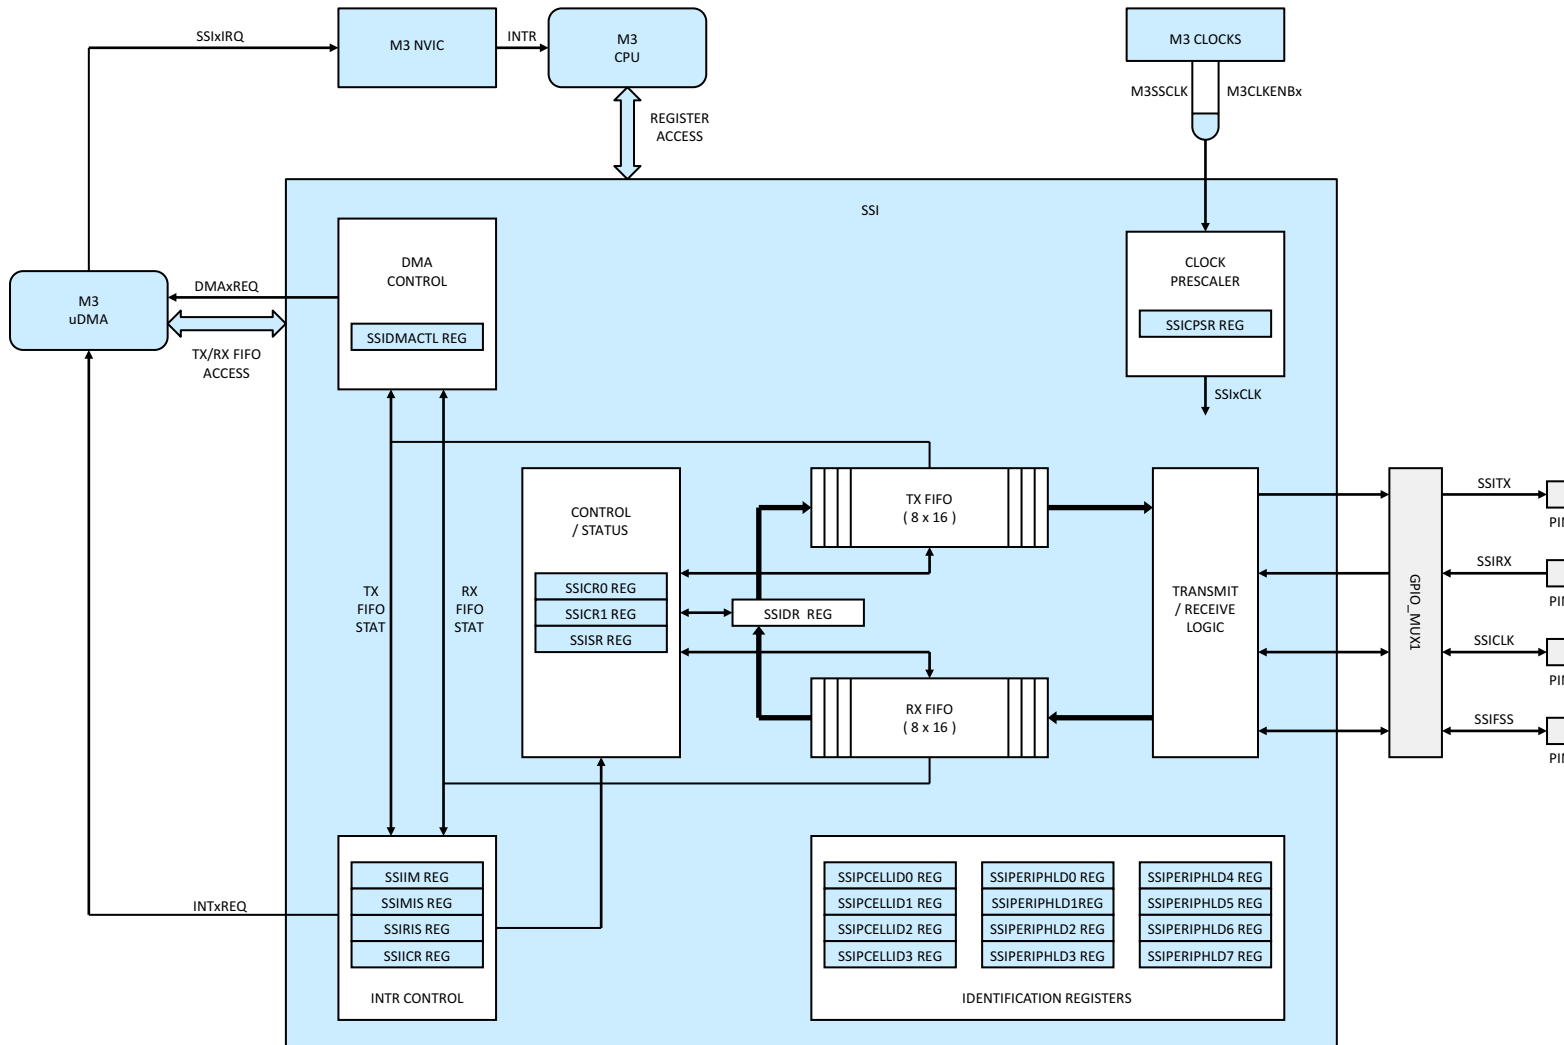 SSIxIRQ
M3 NVIC
INTR
M3
CPU
M3 CLOCKS
M3SSCLK
M3CLKENBx
REGISTER
ACCESS
SSI
DMA
CONTROL
SSIDMACTL REG
CLOCK
PRESCALER
SSICPSR REG
SSIxCLK
M3
uDMA
DMAxREQ
TX/RX FIFO
ACCESS
CONTROL
/ STATUS
SSICR0 REG
SSICR1 REG
SSISR REG
TX FIFO
( 8 x 16 )
SSIDR  REG
RX FIFO
( 8 x 16 )
TX
FIFO
STAT
RX
FIFO
STAT
TRANSMIT
/ RECEIVE
LOGIC
GPIO_MUX1
SSITX
PIN
SSIRX
PIN
SSICLK
PIN
SSIFSS
PIN
INTxREQ
SSIIM REG
SSIMIS REG
SSIRIS REG
SSIICR REG
INTR CONTROL
SSIPCELLID0 REG
SSIPCELLID1 REG
SSIPCELLID2 REG
SSIPCELLID3 REG
SSIPERIPHLD0 REG
SSIPERIPHLD1REG
SSIPERIPHLD2 REG
SSIPERIPHLD3 REG
SSIPERIPHLD4 REG
SSIPERIPHLD5 REG
SSIPERIPHLD6 REG
SSIPERIPHLD7 REG
IDENTIFICATION REGISTERS